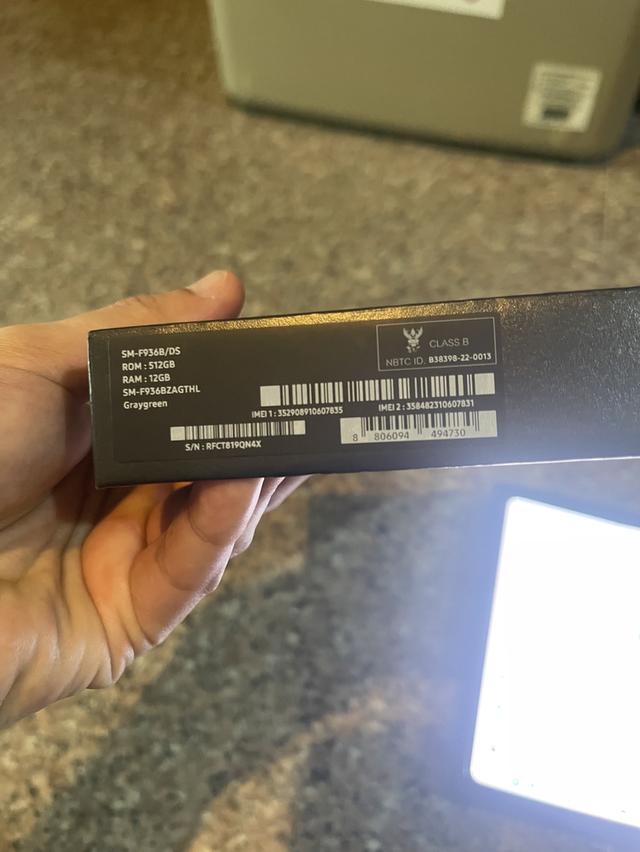 SM-F936B/DS
ROM : 512GB
RAM : 12GB
SM-F936BZAGTHL
Graygreen
CLASS B
NBTC ID. B38398-22-0013
IMEI 1 : 352908910607835
IMEI 2 : 358482310607831
S/N : RFCT819QN4X
8 806094 494730